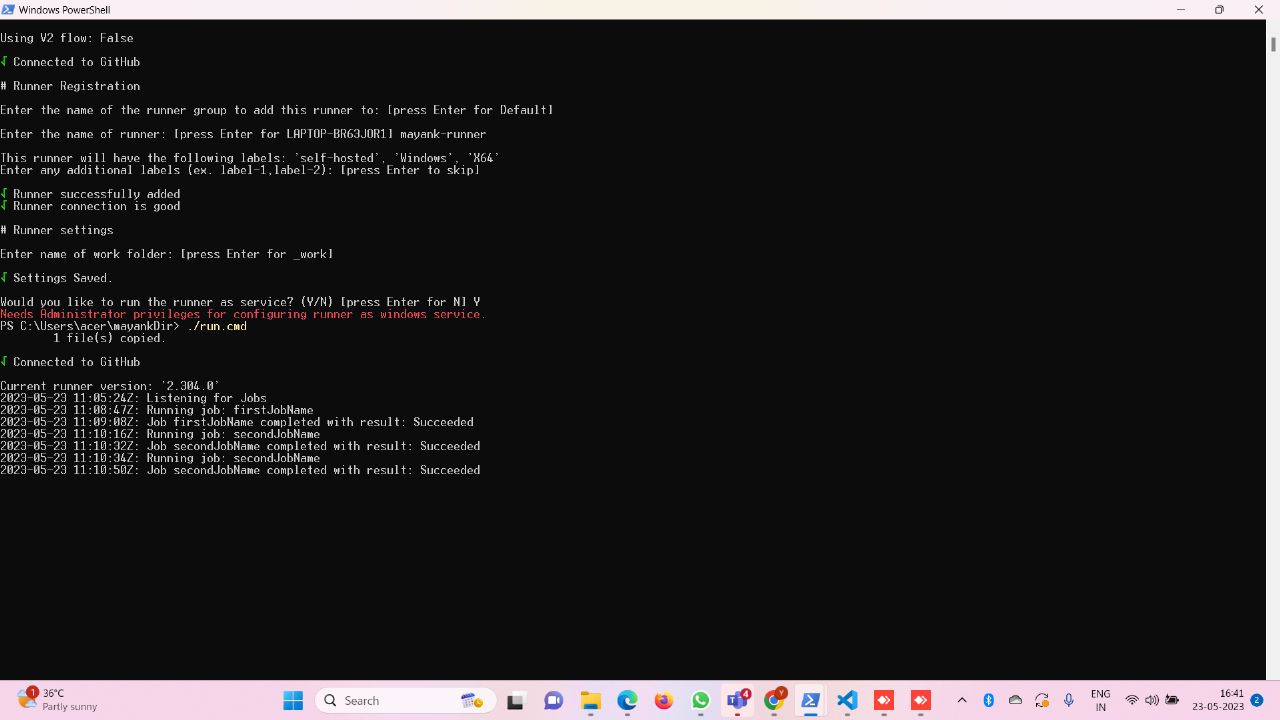 Windows PowerShell
Using V2 flow: False
√ Connected to GitHub
# Runner Registration
Enter the name of the runner group to add this runner to: [press Enter for Default]
Enter the name of runner: [press Enter for LAPTOP-BR63JOR1] mayank-runner
This runner will have the following labels: 'self-hosted', 'Windows', 'X64'
Enter any additional labels (ex. label-1,label-2): [press Enter to skip]
√ Runner successfully added
√ Runner connection is good
# Runner settings
Enter name of work folder: [press Enter for _work]
√ Settings Saved.
Would you like to run the runner as service? (Y/N) [press Enter for N] Y
Needs Administrator privileges for configuring runner as windows service.
PS C:\Users\acer\mayankDir> ./run.cmd
1 file(s) copied.
√ Connected to GitHub
Current runner version: '2.304.0'
2023-05-23 11:05:24Z: Listening for Jobs
2023-05-23 11:08:47Z: Running job: firstJobName
2023-05-23 11:09:08Z: Job firstJobName completed with result: Succeeded
2023-05-23 11:10:16Z: Running job: secondJobName
2023-05-23 11:10:32Z: Job secondJobName completed with result: Succeeded
2023-05-23 11:10:34Z: Running job: secondJobName
2023-05-23 11:10:50Z: Job secondJobName completed with result: Succeeded
1
36°C
Partly sunny
Search
4
Y
ENG
IN
16:41
23-05-2023
2